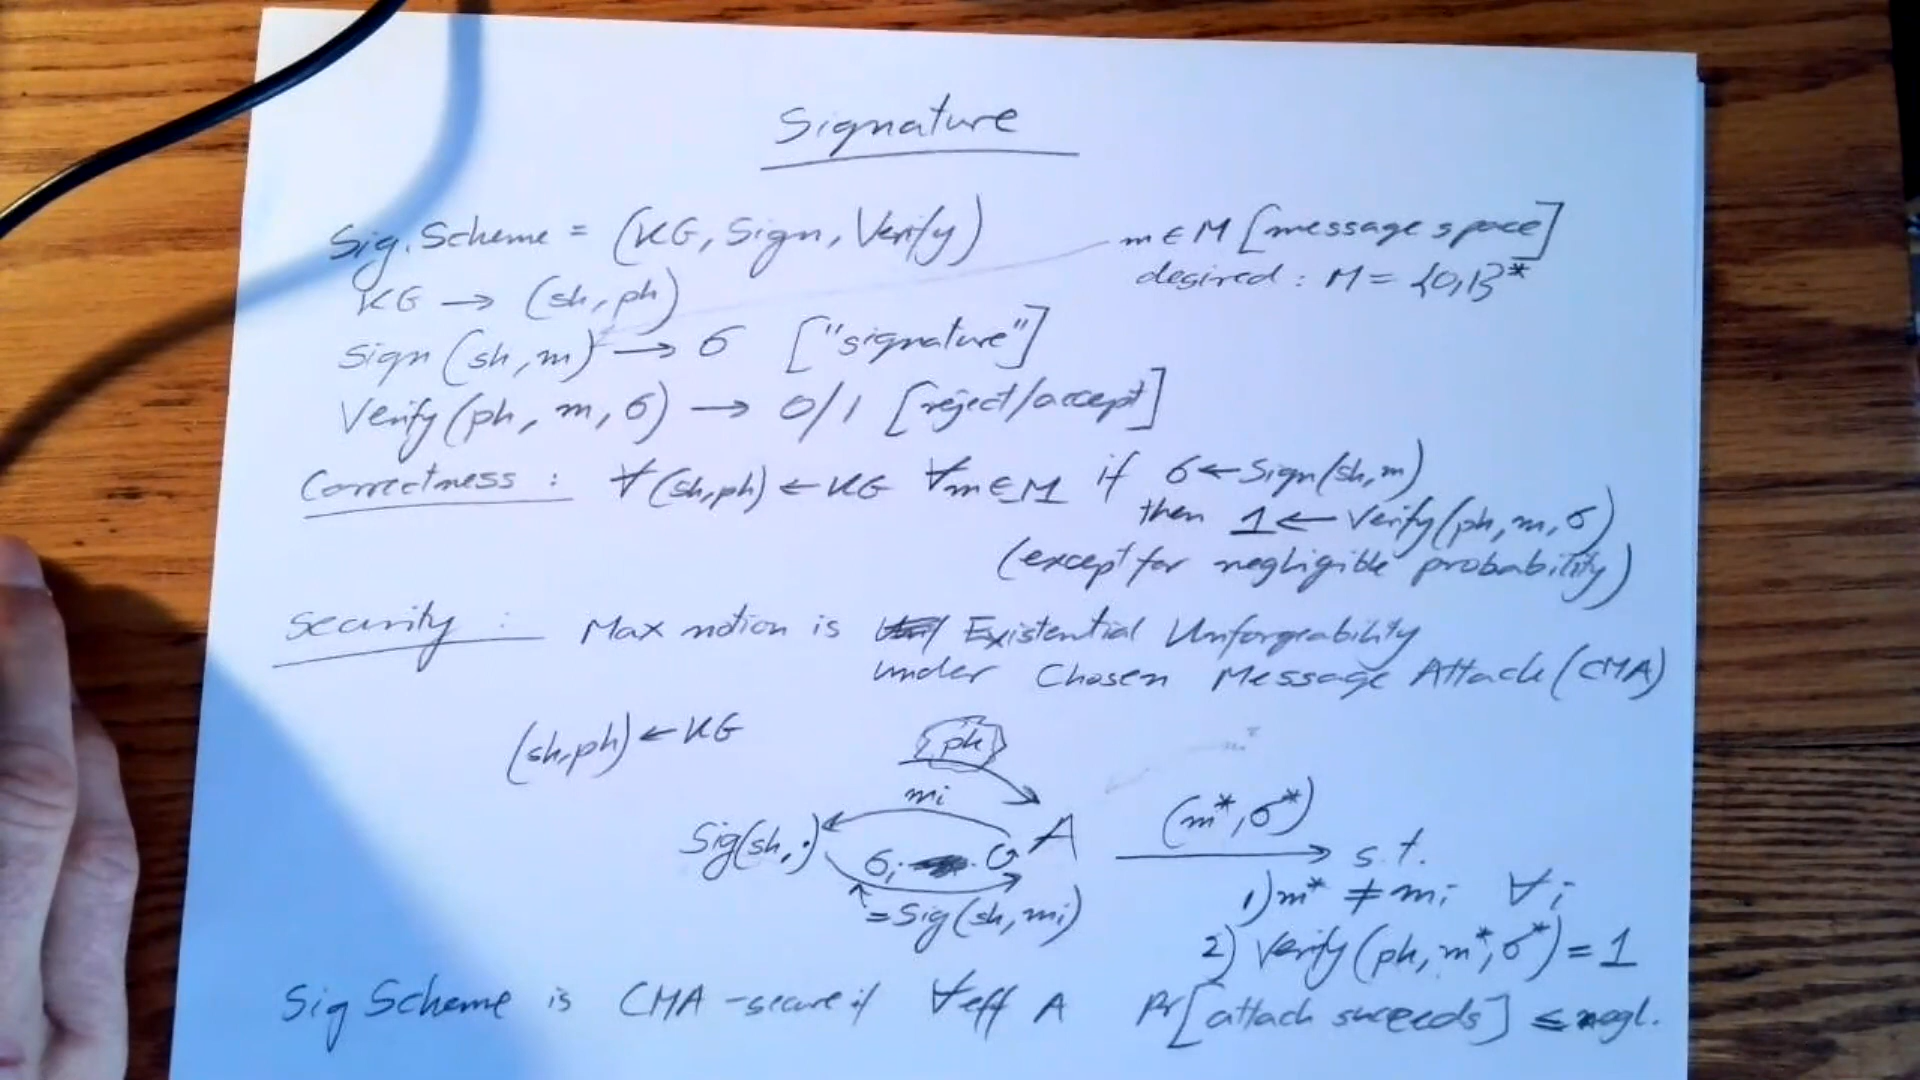 Signature
Sig. Scheme = (KG, Sign, Verify)
m ∈ M [message space]
desired : M = {0,1}*
KG → (sk, pk)
Sign (sk, m) → σ ["signature"]
Verify (pk, m, σ) → 0/1 [reject/accept]
Correctness : ∀ (sk, pk) ← KG ∀ m ∈ M if σ ← Sign (sk, m)
then 1 ← Verify (pk, m, σ)
(except for negligible probability)
Security : Max notion is Existential Unforgeability
under Chosen Message Attack (CMA)
(sk, pk) ← KG
pk
mi
Sig(sk, ·)
A
σi
= Sig (sk, mi)
(m*, σ*)
s.t.
1) m* ≠ mi ∀ i
2) Verify (pk, m*, σ*) = 1
Sig Scheme is CMA-secure if ∀ eff A Pr [attack succeeds] ≤ negl.